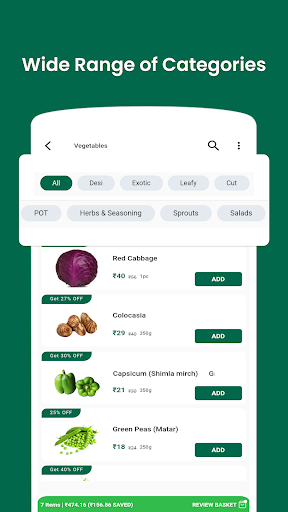 Wide Range of Categories
Vegetables
All Desi Exotic Leafy Cut
POT Herbs & Seasoning Sprouts Salads
Red Cabbage
₹40 1pc ADD
Get 27% OFF
Colocasia
₹29 ₹40 250g ADD
Get 30% OFF
Capsicum (Shimla mirch) G
₹21 ₹30 250g ADD
25% OFF
Green Peas (Matar)
₹18 ₹24 250g ADD
Get 40% OFF
7 Items | ₹474.16 (₹156.86 SAVED) REVIEW BASKET